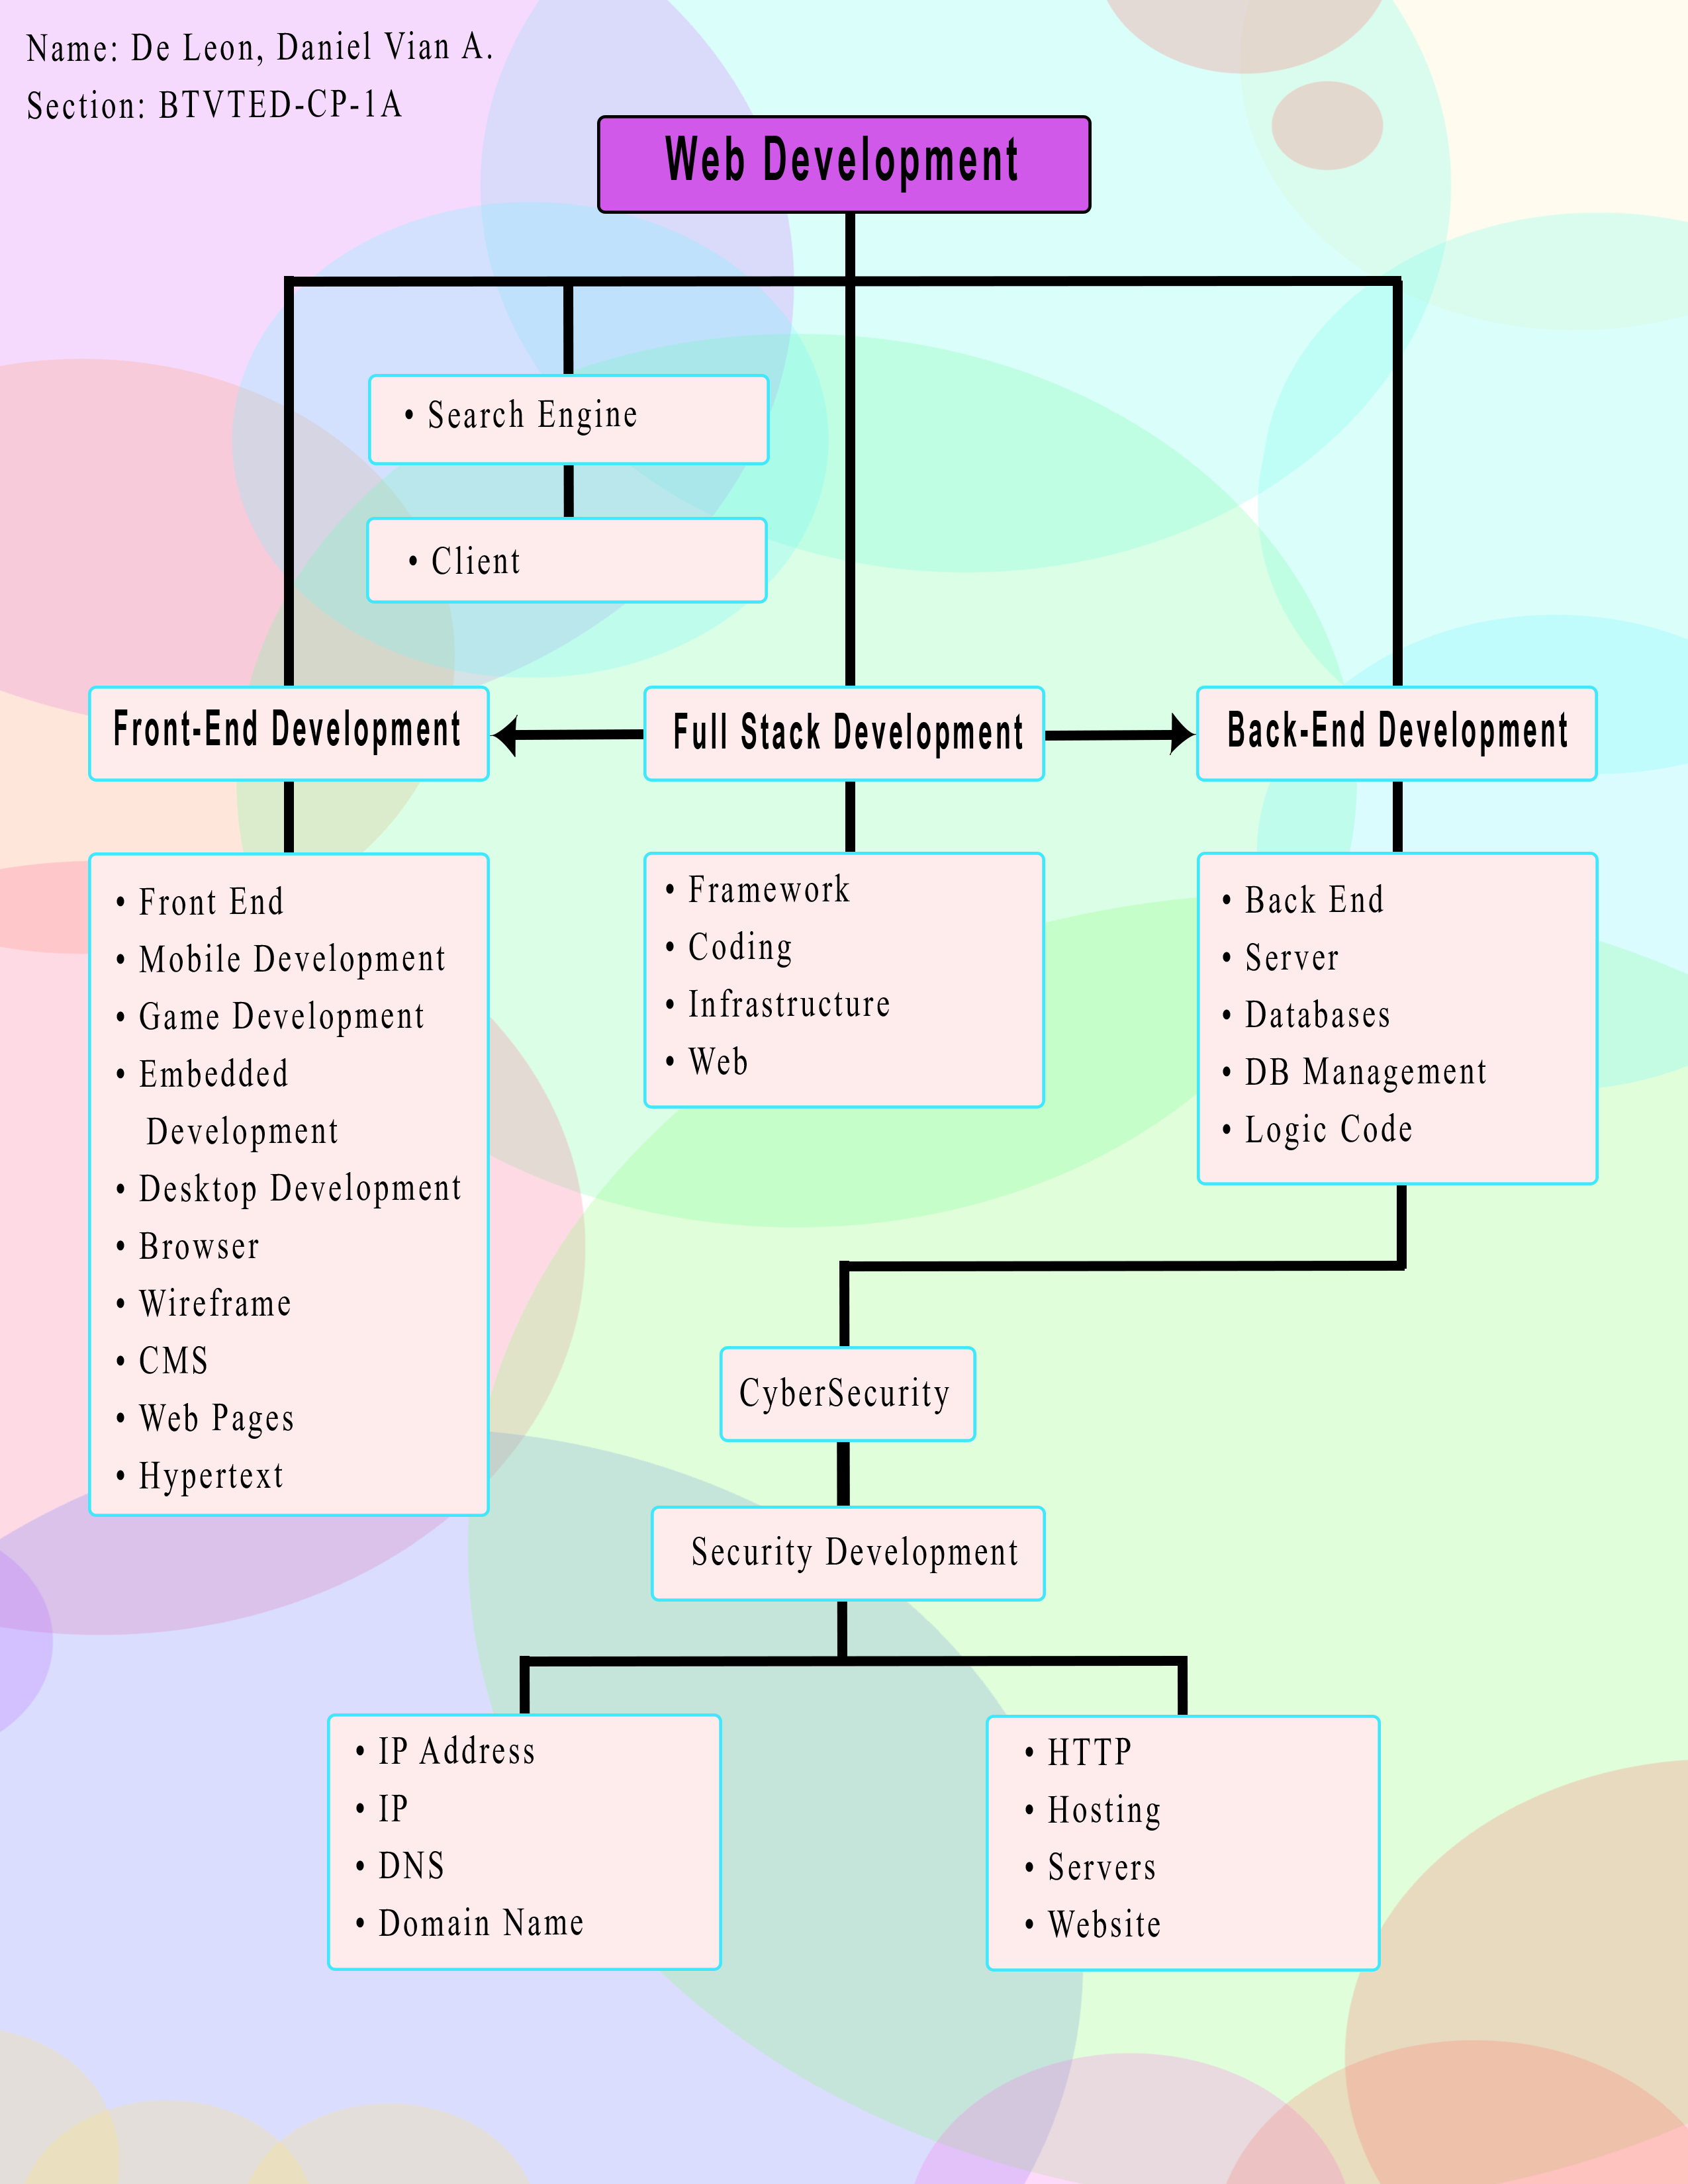 Name: De Leon, Daniel Vian A.
Section: BTVTED-CP-1A
Web Development
• Search Engine
• Client
Front-End Development
Full Stack Development
Back-End Development
• Front End
• Mobile Development
• Game Development
• Embedded
Development
• Desktop Development
• Browser
• Wireframe
• CMS
• Web Pages
• Hypertext
• Framework
• Coding
• Infrastructure
• Web
• Back End
• Server
• Databases
• DB Management
• Logic Code
CyberSecurity
Security Development
• IP Address
• IP
• DNS
• Domain Name
• HTTP
• Hosting
• Servers
• Website